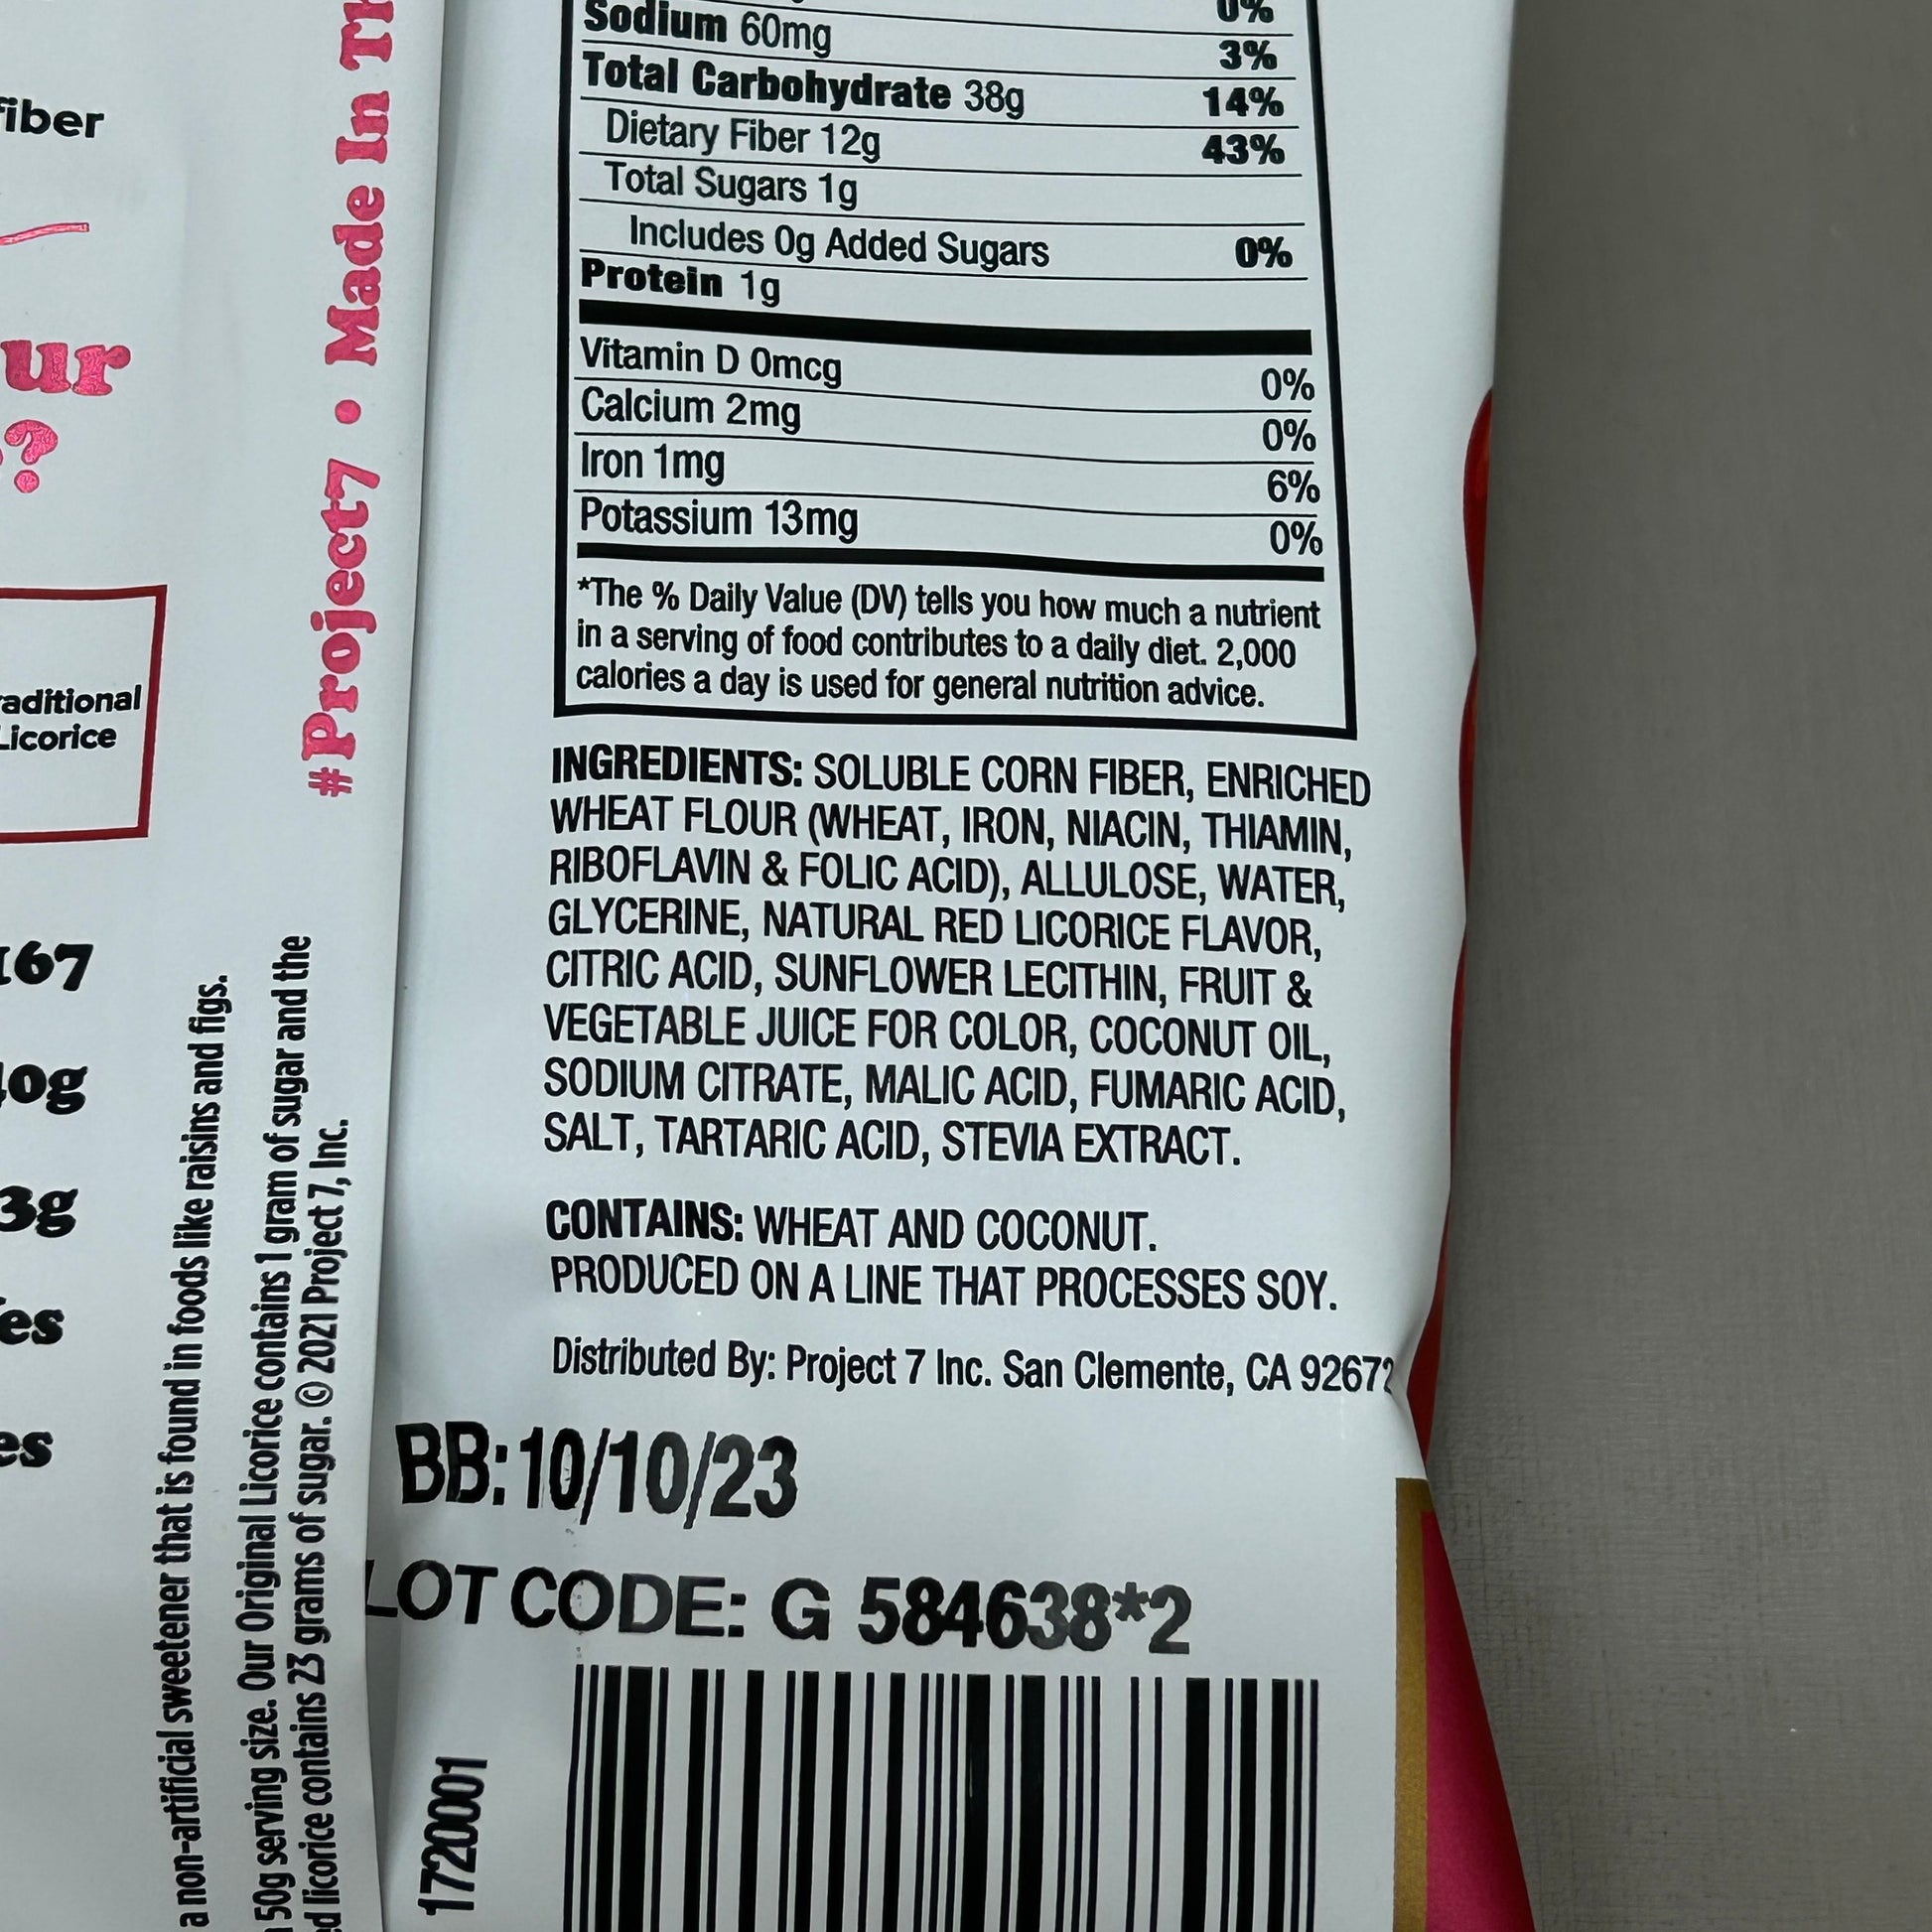 0%
Sodium 60mg 3%
Total Carbohydrate 38g 14%
Dietary Fiber 12g 43%
Total Sugars 1g
Includes 0g Added Sugars 0%
Protein 1g
Vitamin D 0mcg 0%
Calcium 2mg 0%
Iron 1mg 6%
Potassium 13mg 0%
*The % Daily Value (DV) tells you how much a nutrient
in a serving of food contributes to a daily diet. 2,000
calories a day is used for general nutrition advice.
INGREDIENTS: SOLUBLE CORN FIBER, ENRICHED
WHEAT FLOUR (WHEAT, IRON, NIACIN, THIAMIN,
RIBOFLAVIN & FOLIC ACID), ALLULOSE, WATER,
GLYCERINE, NATURAL RED LICORICE FLAVOR,
CITRIC ACID, SUNFLOWER LECITHIN, FRUIT &
VEGETABLE JUICE FOR COLOR, COCONUT OIL,
SODIUM CITRATE, MALIC ACID, FUMARIC ACID,
SALT, TARTARIC ACID, STEVIA EXTRACT.
CONTAINS: WHEAT AND COCONUT.
PRODUCED ON A LINE THAT PROCESSES SOY.
Distributed By: Project 7 Inc. San Clemente, CA 92672
BB:10/10/23
LOT CODE: G 584638*2
1720001
#Project7 • Made In
Licorice
a non-artificial sweetener that is found in foods like raisins and figs.
50g serving size. Our Original Licorice contains 1 gram of sugar and the
licorice contains 23 grams of sugar. © 2021 Project 7, Inc.